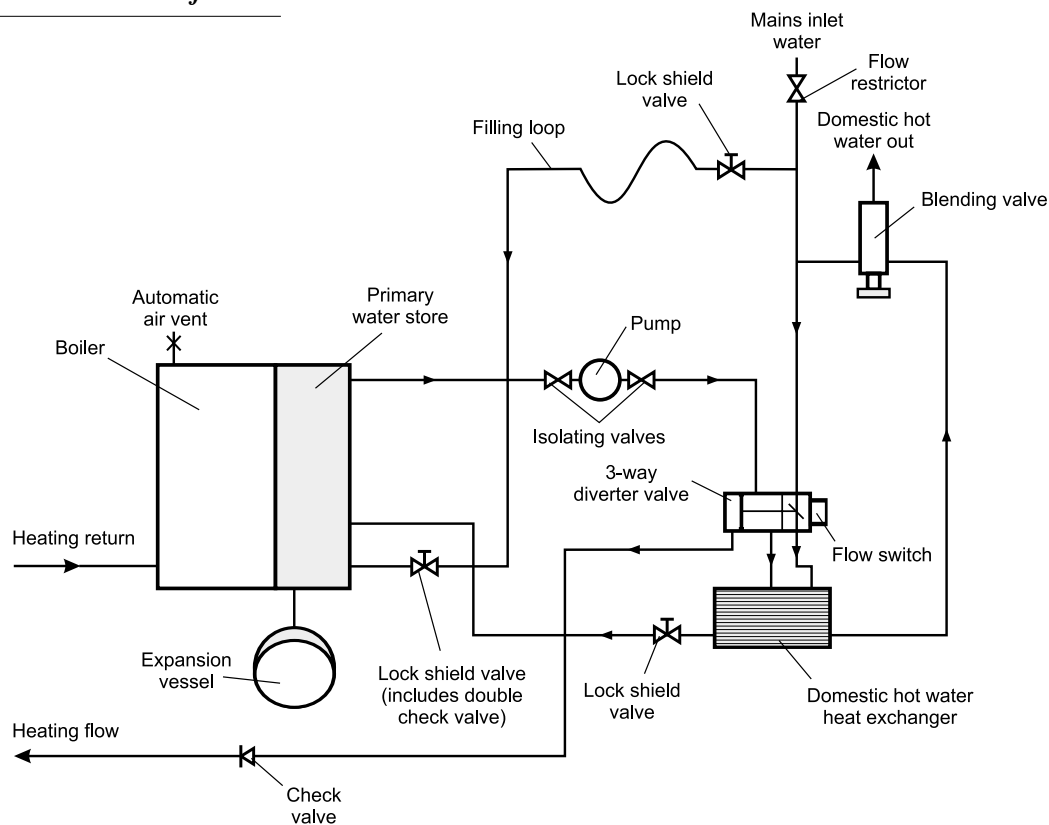 Mains inlet
water
Flow
restrictor
Lock shield
valve
Filling loop
Domestic hot
water out
Blending valve
Automatic
air vent
Primary
water store
Boiler
Pump
Isolating valves
3-way
diverter valve
Heating return
Flow switch
Expansion
vessel
Lock shield valve
(includes double
check valve)
Lock shield
valve
Domestic hot water
heat exchanger
Heating flow
Check
valve